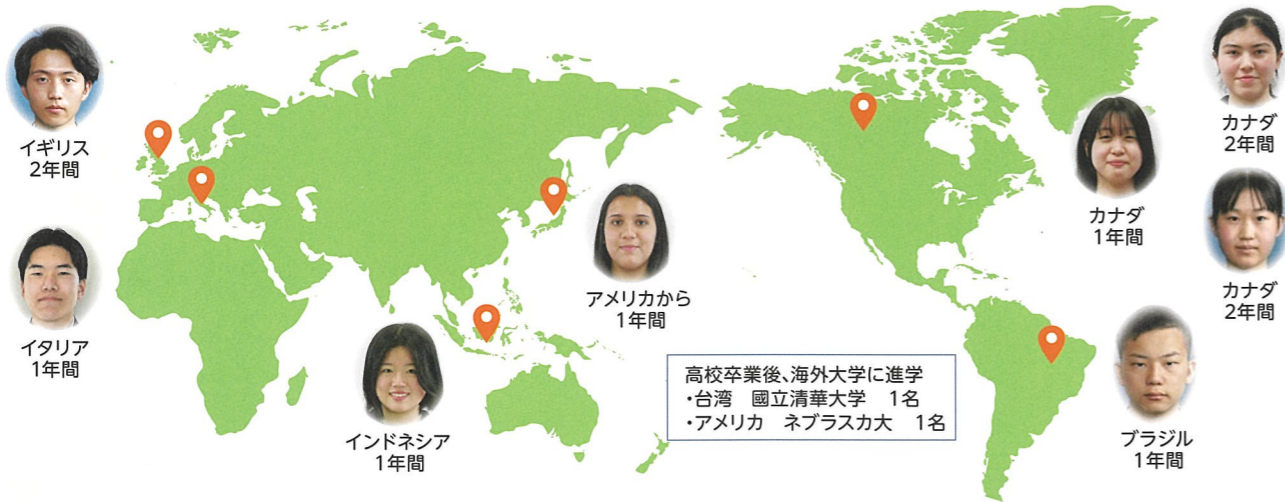 イギリス
2年間
イタリア
1年間
インドネシア
1年間
アメリカから
1年間
高校卒業後、海外大学に進学
・台湾　國立清華大学　1名
・アメリカ　ネブラスカ大　1名
カナダ
1年間
カナダ
2年間
カナダ
2年間
ブラジル
1年間